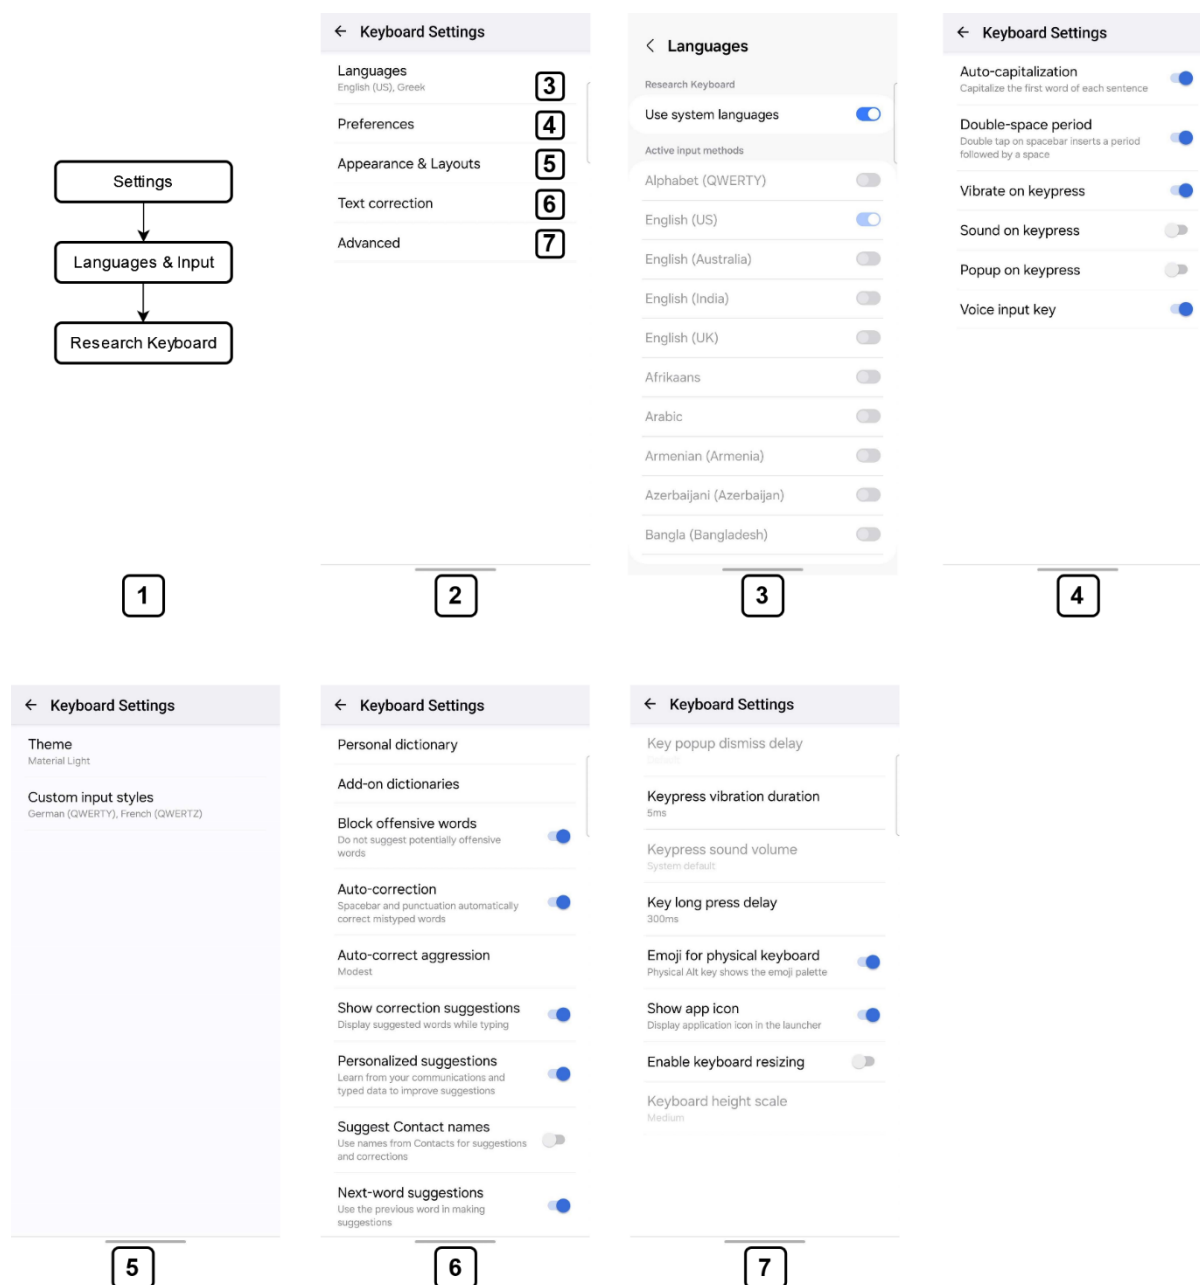 Settings
Languages & Input
Research Keyboard
1
Keyboard Settings
Languages
English (US), Greek
3
Preferences
4
Appearance & Layouts
5
Text correction
6
Advanced
7
2
Languages
Research Keyboard
Use system languages
Active input methods
Alphabet (QWERTY)
English (US)
English (Australia)
English (India)
English (UK)
Afrikaans
Arabic
Armenian (Armenia)
Azerbaijani (Azerbaijan)
Bangla (Bangladesh)
3
Keyboard Settings
Auto-capitalization
Capitalize the first word of each sentence
Double-space period
Double tap on spacebar inserts a period
followed by a space
Vibrate on keypress
Sound on keypress
Popup on keypress
Voice input key
4
Keyboard Settings
Theme
Material Light
Custom input styles
German (QWERTY), French (QWERTZ)
5
Keyboard Settings
Personal dictionary
Add-on dictionaries
Block offensive words
Do not suggest potentially offensive
words
Auto-correction
Spacebar and punctuation automatically
correct mistyped words
Auto-correct aggression
Modest
Show correction suggestions
Display suggested words while typing
Personalized suggestions
Learn from your communications and
typed data to improve suggestions
Suggest Contact names
Use names from Contacts for suggestions
and corrections
Next-word suggestions
Use the previous word in making
suggestions
6
Keyboard Settings
Key popup dismiss delay
Default
Keypress vibration duration
5ms
Keypress sound volume
System default
Key long press delay
300ms
Emoji for physical keyboard
Physical Alt key shows the emoji palette
Show app icon
Display application icon in the launcher
Enable keyboard resizing
Keyboard height scale
Medium
7